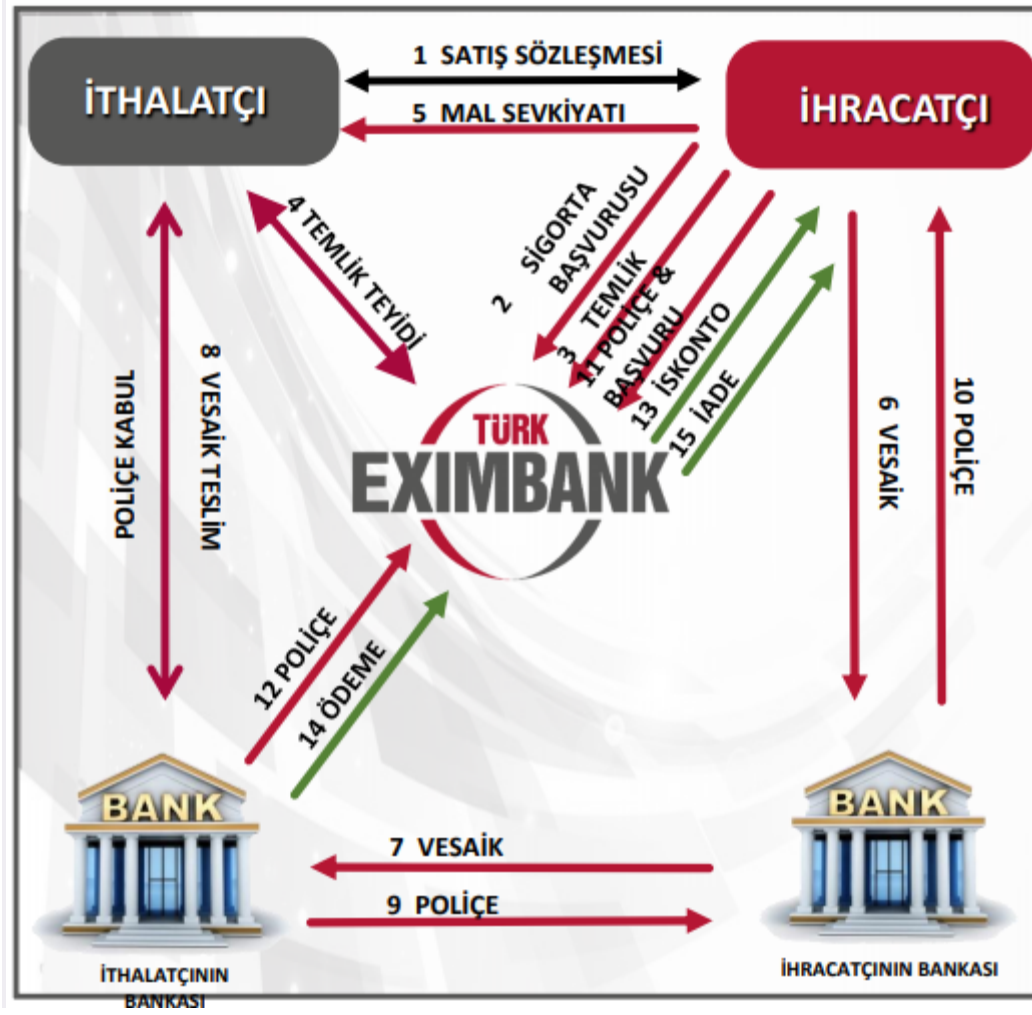 1 SATIŞ SÖZLEŞMESİ
İTHALATÇI
İHRACATÇI
5 MAL SEVKİYATI
4 TEMLİK TEYİDİ
2 SİGORTA
BAŞVURUSU
3 TEMLİK
11 POLİÇE &
BAŞVURU
13 İSKONTO
15 İADE
TÜRK
EXIMBANK
POLİÇE KABUL
8 VESAİK TESLİM
6 VESAİK
10 POLİÇE
12 POLİÇE
14 ÖDEME
BANK
BANK
7 VESAİK
9 POLİÇE
İTHALATÇININ
BANKASI
İHRACATÇININ BANKASI